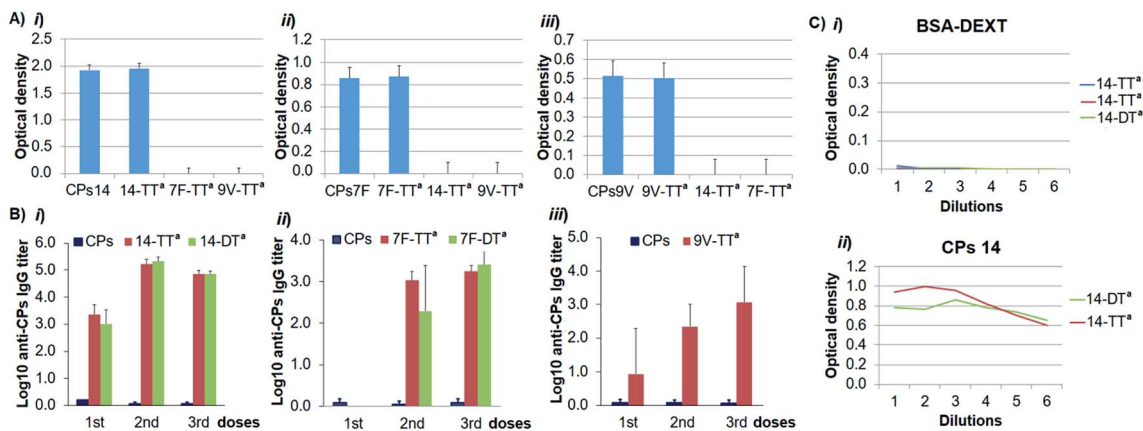 A) i)
Optical density
2.5
2.0
1.5
1.0
0.5
0.0
CPs14 14-TTª 7F-TTª 9V-TTª
ii)
Optical density
1.2
1.0
0.8
0.6
0.4
0.2
0.0
CPs7F 7F-TTª 14-TTª 9V-TTª
iii)
Optical density
0.7
0.6
0.5
0.4
0.3
0.2
0.1
0.0
CPs9V 9V-TTª 14-TTª 7F-TTª
B) i)
CPs 14-TTª 14-DTª
Log10 anti-CPs IgG titer
6.0
5.0
4.0
3.0
2.0
1.0
0.0
1st 2nd 3rd doses
ii)
CPs 7F-TTª 7F-DTª
Log10 anti-CPs IgG titer
4.0
3.0
2.0
1.0
0.0
1st 2nd 3rd doses
iii)
CPs 9V-TTª
Log10 anti-CPs IgG titer
5.0
4.0
3.0
2.0
1.0
0.0
1st 2nd 3rd doses
C) i)
BSA-DEXT
Optical density
0.4
0.3
0.2
0.1
0.0
1 2 3 4 5 6
Dilutions
14-TTª
14-TTª
14-DTª
ii)
CPs 14
Optical density
1.2
1.0
0.8
0.6
0.4
0.2
0.0
1 2 3 4 5 6
Dilutions
14-DTª
14-TTª